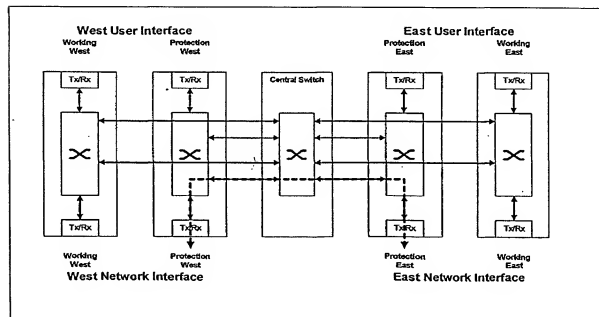 West User Interface East User Interface
Working West Protection West Protection East Working East
Tx/Rx Tx/Rx Central Switch Tx/Rx Tx/Rx
Tx/Rx Tx/Rx Tx/Rx Tx/Rx
Working West Protection West Protection East Working East
West Network Interface East Network Interface